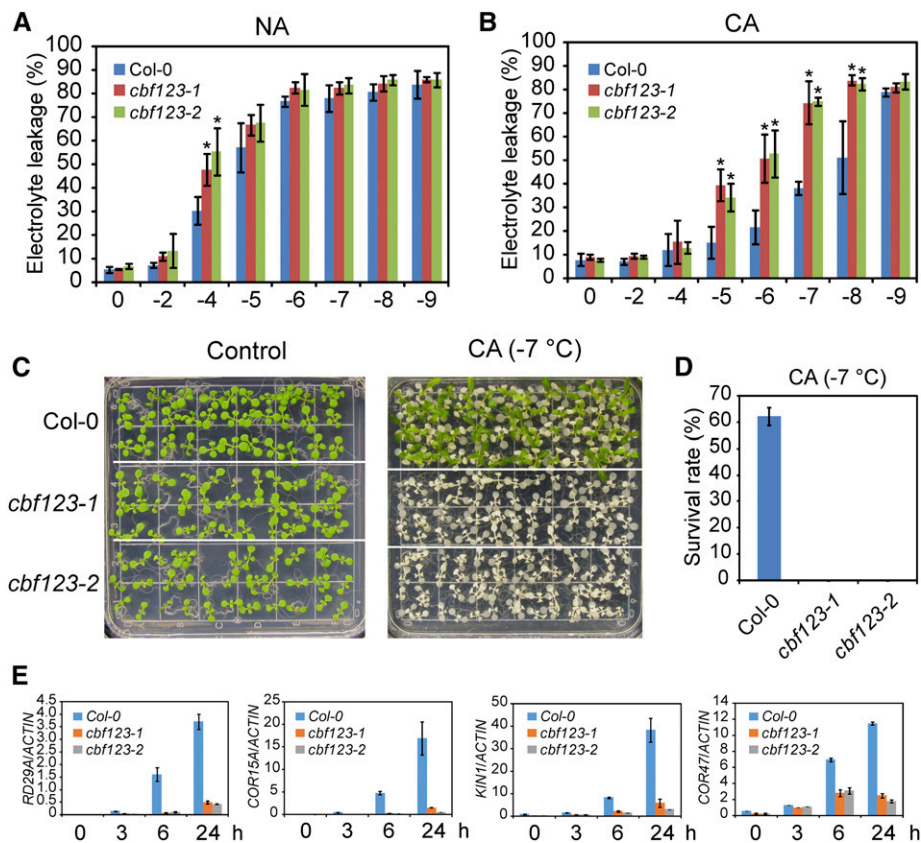 A
NA
Electrolyte leakage (%)
100
90
80
70
60
50
40
30
20
10
0
Col-0
cbf123-1
cbf123-2
*
*
0 -2 -4 -5 -6 -7 -8 -9
B
CA
Electrolyte leakage (%)
100
90
80
70
60
50
40
30
20
10
0
Col-0
cbf123-1
cbf123-2
* *
* *
* *
* *
0 -2 -4 -5 -6 -7 -8 -9
C
Control
CA (-7 °C)
Col-0
cbf123-1
cbf123-2
D
CA (-7 °C)
Survival rate (%)
70
60
50
40
30
20
10
0
Col-0
cbf123-1
cbf123-2
E
RD29A/ACTIN
4.5
3.5
2.5
1.5
0.5
Col-0
cbf123-1
cbf123-2
0 3 6 24 h
COR15A/ACTIN
25
20
15
10
5
0
Col-0
cbf123-1
cbf123-2
0 3 6 24 h
KIN1/ACTIN
50
40
30
20
10
0
Col-0
cbf123-1
cbf123-2
0 3 6 24 h
COR47/ACTIN
14
12
10
8
6
4
2
0
Col-0
cbf123-1
cbf123-2
0 3 6 24 h